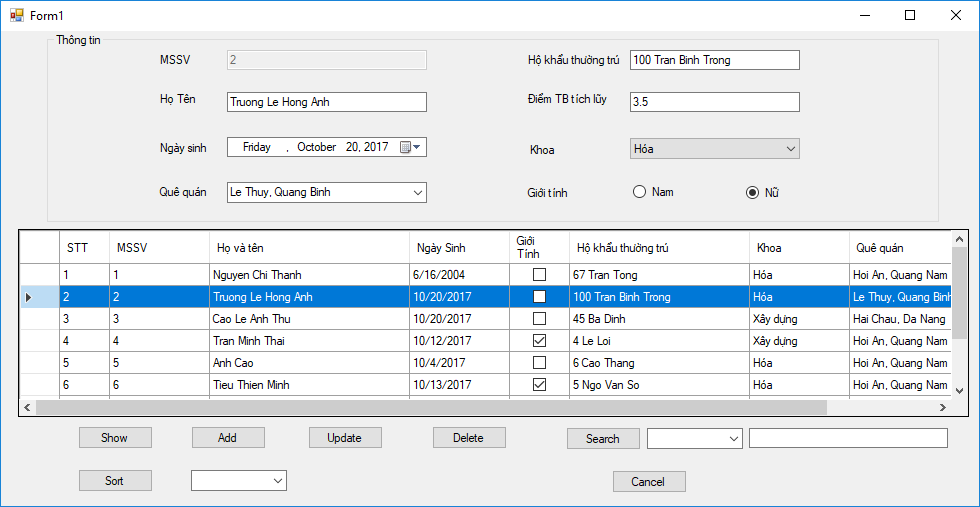 Form1
Thông tin
MSSV 2
Hộ khẩu thường trú 100 Tran Binh Trong
Họ Tên Truong Le Hong Anh
Điểm TB tích lũy 3.5
Ngày sinh Friday , October 20, 2017
Khoa Hóa
Quê quán Le Thuy, Quang Binh
Giới tính Nam Nữ
STT MSSV Họ và tên Ngày Sinh Giới Tính Hộ khẩu thường trú Khoa Quê quán
1 1 Nguyen Chi Thanh 6/16/2004 67 Tran Tong Hóa Hoi An, Quang Nam
2 2 Truong Le Hong Anh 10/20/2017 100 Tran Binh Trong Hóa Le Thuy, Quang Binh
3 3 Cao Le Anh Thu 10/20/2017 45 Ba Dinh Xây dựng Hai Chau, Da Nang
4 4 Tran Minh Thai 10/12/2017 4 Le Loi Xây dựng Hoi An, Quang Nam
5 5 Anh Cao 10/4/2017 6 Cao Thang Hóa Hoi An, Quang Nam
6 6 Tieu Thien Minh 10/13/2017 5 Ngo Van So Hóa Hoi An, Quang Nam
Show Add Update Delete Search
Sort Cancel